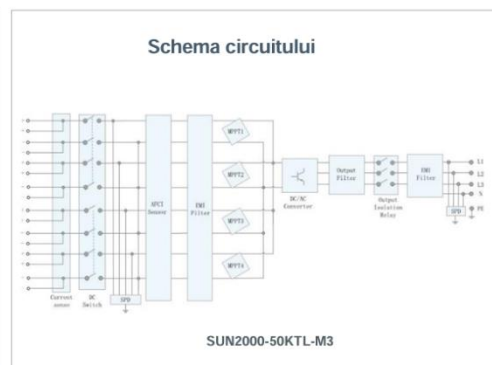 Schema circuitului
MPPT1
MPPT2
MPPT3
MPPT4
AFCI
Sensor
EMI
Filter
DC/AC
Converter
Output
Filter
Output
Isolation
Relay
EMI
Filter
L1
L2
L3
N
PE
SPD
Current
sensor
DC
Switch
SPD
SUN2000-50KTL-M3